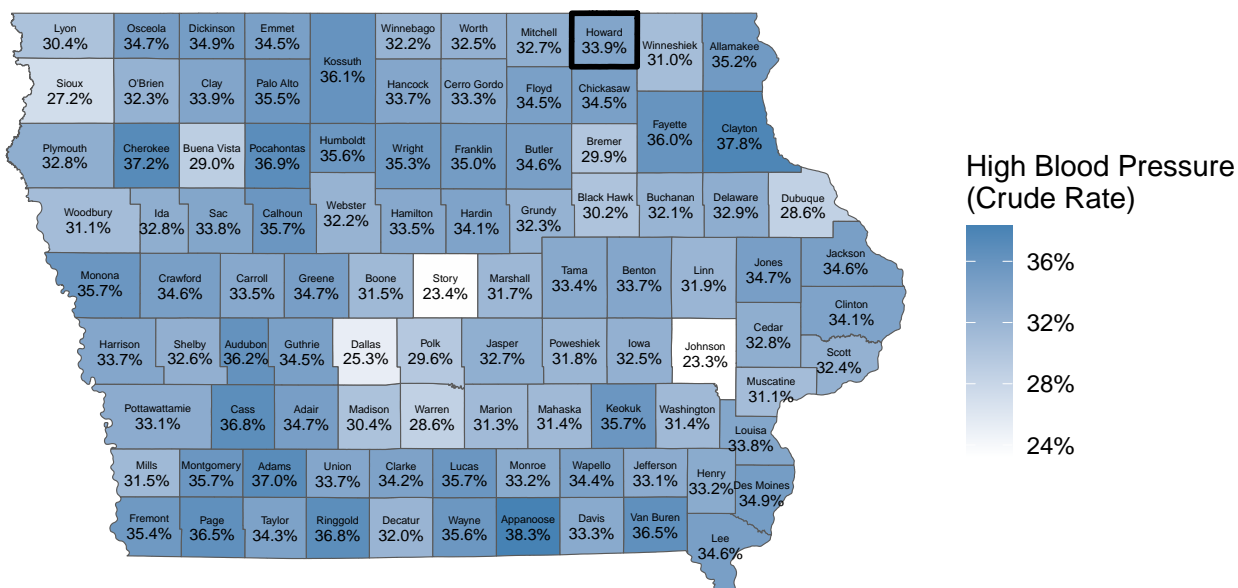 Lyon
30.4%
Osceola
34.7%
Dickinson
34.9%
Emmet
34.5%
Kossuth
36.1%
Winnebago
32.2%
Worth
32.5%
Mitchell
32.7%
Howard
33.9%
Winneshiek
31.0%
Allamakee
35.2%
Sioux
27.2%
O'Brien
32.3%
Clay
33.9%
Palo Alto
35.5%
Hancock
33.7%
Cerro Gordo
33.3%
Floyd
34.5%
Chickasaw
34.5%
Fayette
36.0%
Clayton
37.8%
Plymouth
32.8%
Cherokee
37.2%
Buena Vista
29.0%
Pocahontas
36.9%
Humboldt
35.6%
Wright
35.3%
Franklin
35.0%
Butler
34.6%
Bremer
29.9%
Woodbury
31.1%
Ida
32.8%
Sac
33.8%
Calhoun
35.7%
Webster
32.2%
Hamilton
33.5%
Hardin
34.1%
Grundy
32.3%
Black Hawk
30.2%
Buchanan
32.1%
Delaware
32.9%
Dubuque
28.6%
Monona
35.7%
Crawford
34.6%
Carroll
33.5%
Greene
34.7%
Boone
31.5%
Story
23.4%
Marshall
31.7%
Tama
33.4%
Benton
33.7%
Linn
31.9%
Jones
34.7%
Jackson
34.6%
Clinton
34.1%
Harrison
33.7%
Shelby
32.6%
Audubon
36.2%
Guthrie
34.5%
Dallas
25.3%
Polk
29.6%
Jasper
32.7%
Poweshiek
31.8%
Iowa
32.5%
Johnson
23.3%
Cedar
32.8%
Scott
32.4%
Muscatine
31.1%
Pottawattamie
33.1%
Cass
36.8%
Adair
34.7%
Madison
30.4%
Warren
28.6%
Marion
31.3%
Mahaska
31.4%
Keokuk
35.7%
Washington
31.4%
Louisa
33.8%
Mills
31.5%
Montgomery
35.7%
Adams
37.0%
Union
33.7%
Clarke
34.2%
Lucas
35.7%
Monroe
33.2%
Wapello
34.4%
Jefferson
33.1%
Henry
33.2%
Des Moines
34.9%
Fremont
35.4%
Page
36.5%
Taylor
34.3%
Ringgold
36.8%
Decatur
32.0%
Wayne
35.6%
Appanoose
38.3%
Davis
33.3%
Van Buren
36.5%
Lee
34.6%
High Blood Pressure
(Crude Rate)
36%
32%
28%
24%